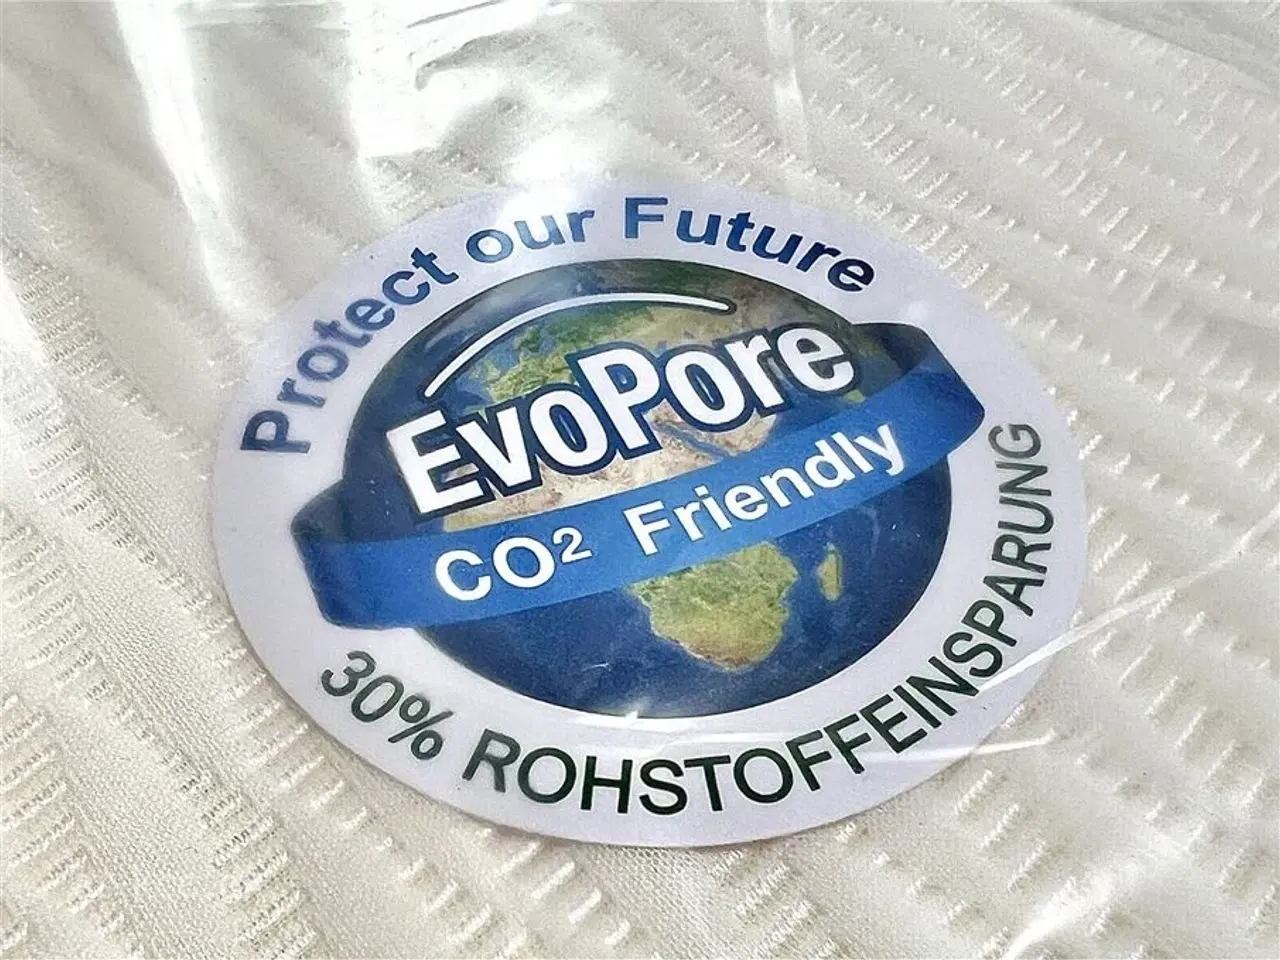 Protect our Future
EvoPore
CO² Friendly
30% ROHSTOFFEINSPARUNG